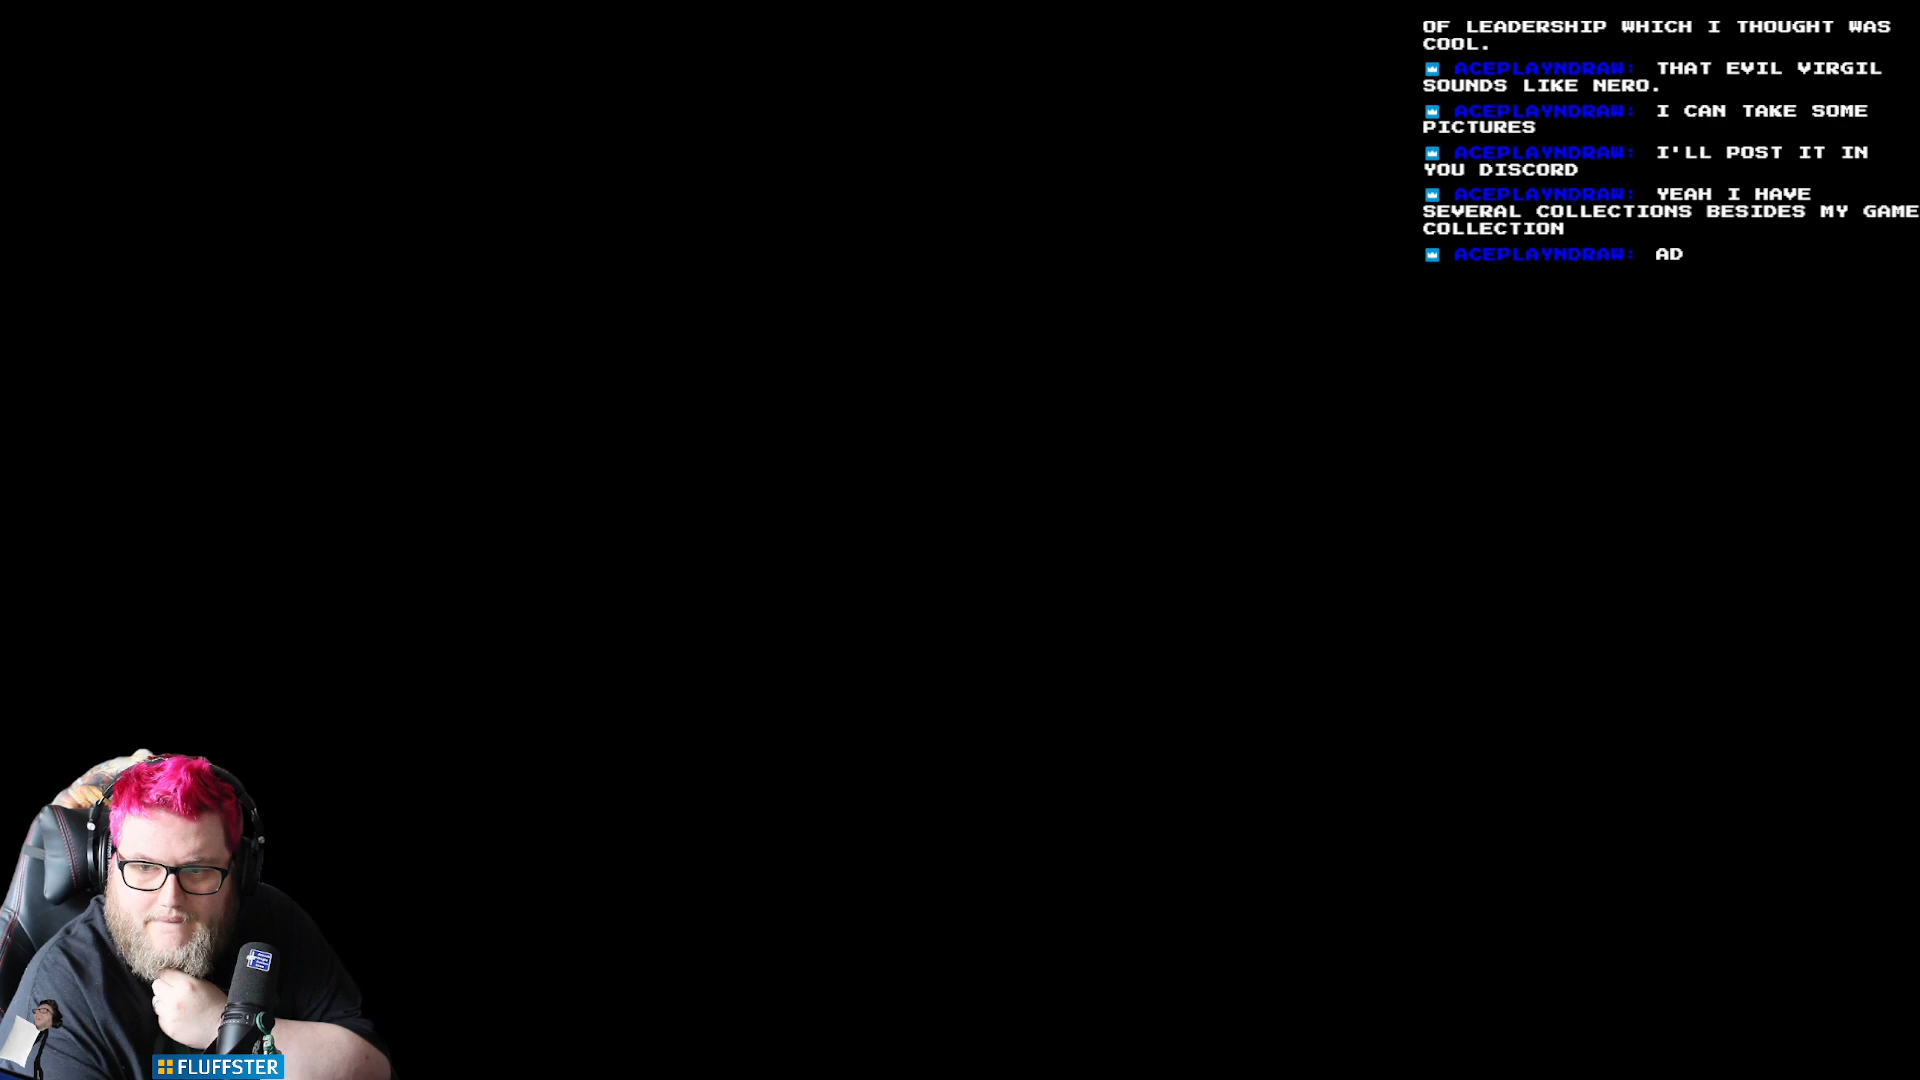 OF LEADERSHIP WHICH I THOUGHT WAS
COOL.
ACEPLAYNDRAW: THAT EVIL VIRGIL
SOUNDS LIKE NERO.
ACEPLAYNDRAW: I CAN TAKE SOME
PICTURES
ACEPLAYNDRAW: I'LL POST IT IN
YOU DISCORD
ACEPLAYNDRAW: YEAH I HAVE
SEVERAL COLLECTIONS BESIDES MY GAME
COLLECTION
ACEPLAYNDRAW: AD
FLUFFSTER